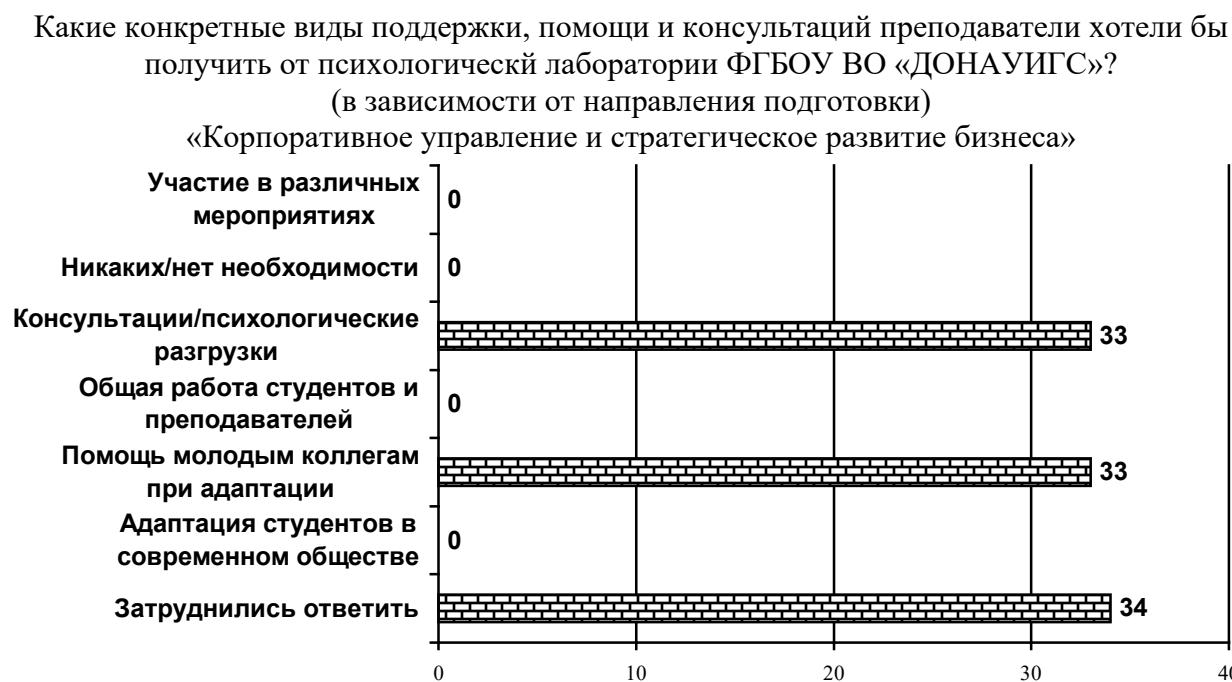 Какие конкретные виды поддержки, помощи и консультаций преподаватели хотели бы
получить от психологическй лаборатории ФГБОУ ВО «ДОНАУИГС»?
(в зависимости от направления подготовки)
«Корпоративное управление и стратегическое развитие бизнеса»
Участие в различных
мероприятиях
0
Никаких/нет необходимости
0
Консультации/психологические
разгрузки
33
Общая работа студентов и
преподавателей
0
Помощь молодым коллегам
при адаптации
33
Адаптация студентов в
современном обществе
0
Затруднились ответить
34
0 10 20 30 40